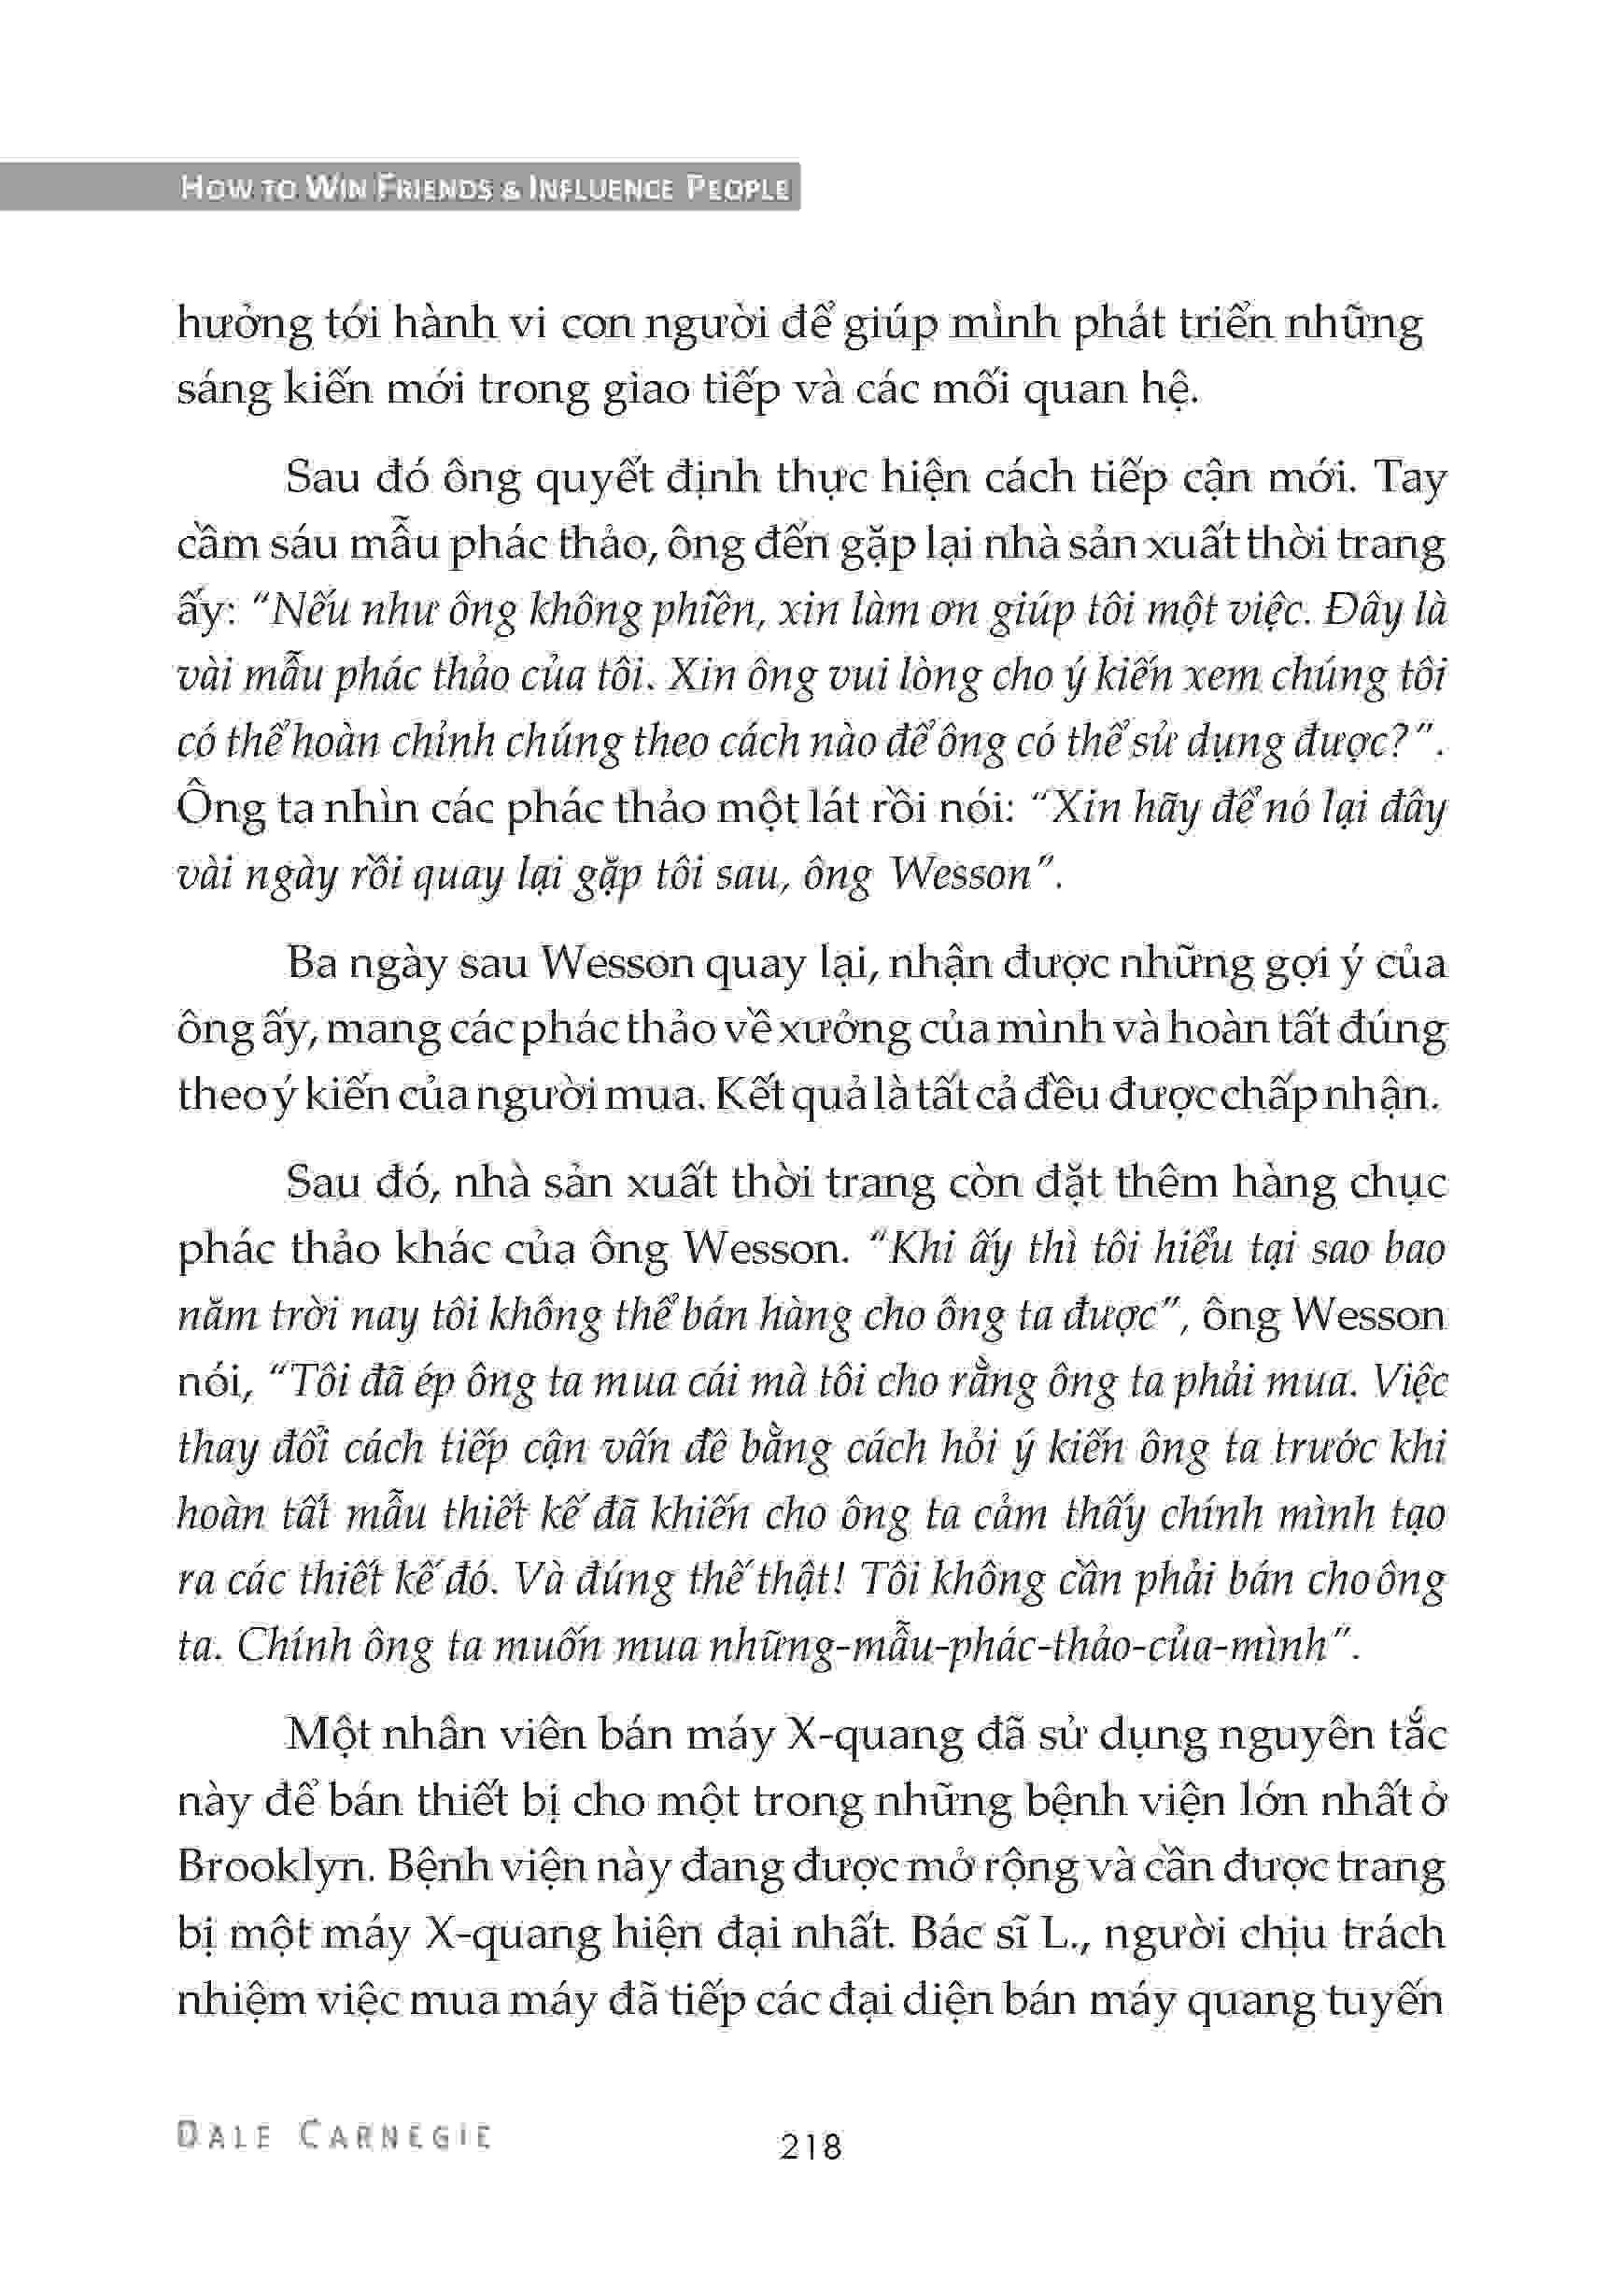 HOW TO WIN FRIENDS & INFLUENCE PEOPLE
hưởng tới hành vi con người để giúp mình phát triển những
sáng kiến mới trong giao tiếp và các mối quan hệ.
Sau đó ông quyết định thực hiện cách tiếp cận mới. Tay
cầm sáu mẫu phác thảo, ông đến gặp lại nhà sản xuất thời trang
ấy: “Nếu như ông không phiền, xin làm ơn giúp tôi một việc. Đây là
vài mẫu phác thảo của tôi. Xin ông vui lòng cho ý kiến xem chúng tôi
có thể hoàn chỉnh chúng theo cách nào để ông có thể sử dụng được?”.
Ông ta nhìn các phác thảo một lát rồi nói: “Xin hãy để nó lại đây
vài ngày rồi quay lại gặp tôi sau, ông Wesson”.
Ba ngày sau Wesson quay lại, nhận được những gợi ý của
ông ấy, mang các phác thảo về xưởng của mình và hoàn tất đúng
theo ý kiến của người mua. Kết quả là tất cả đều được chấp nhận.
Sau đó, nhà sản xuất thời trang còn đặt thêm hàng chục
phác thảo khác của ông Wesson. “Khi ấy thì tôi hiểu tại sao bao
năm trời nay tôi không thể bán hàng cho ông ta được”, ông Wesson
nói, “Tôi đã ép ông ta mua cái mà tôi cho rằng ông ta phải mua. Việc
thay đổi cách tiếp cận vấn đề bằng cách hỏi ý kiến ông ta trước khi
hoàn tất mẫu thiết kế đã khiến cho ông ta cảm thấy chính mình tạo
ra các thiết kế đó. Và đúng thế thật! Tôi không cần phải bán cho ông
ta. Chính ông ta muốn mua những-mẫu-phác-thảo-của-mình”.
Một nhân viên bán máy X-quang đã sử dụng nguyên tắc
này để bán thiết bị cho một trong những bệnh viện lớn nhất ở
Brooklyn. Bệnh viện này đang được mở rộng và cần được trang
bị một máy X-quang hiện đại nhất. Bác sĩ L., người chịu trách
nhiệm việc mua máy đã tiếp các đại diện bán máy quang tuyến
DALE CARNEGIE
218